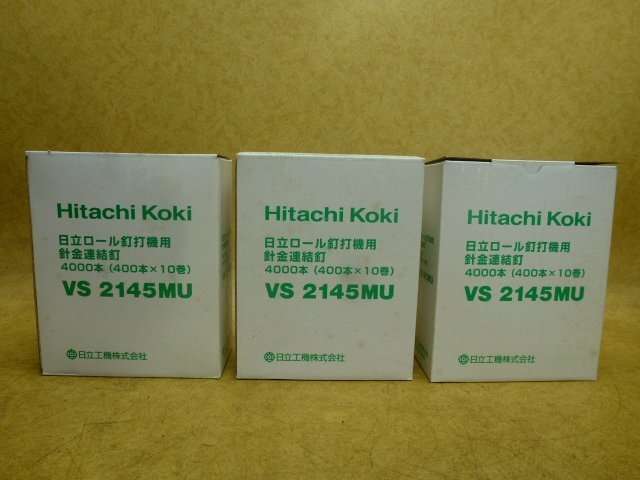 Hitachi Koki
日立ロール釘打機用
針金連結釘
4000本（400本×10巻）
VS 2145MU
日立工機株式会社
Hitachi Koki
日立ロール釘打機用
針金連結釘
4000本（400本×10巻）
VS 2145MU
日立工機株式会社
Hitachi Koki
日立ロール釘打機用
針金連結釘
4000本（400本×10巻）
VS 2145MU
日立工機株式会社